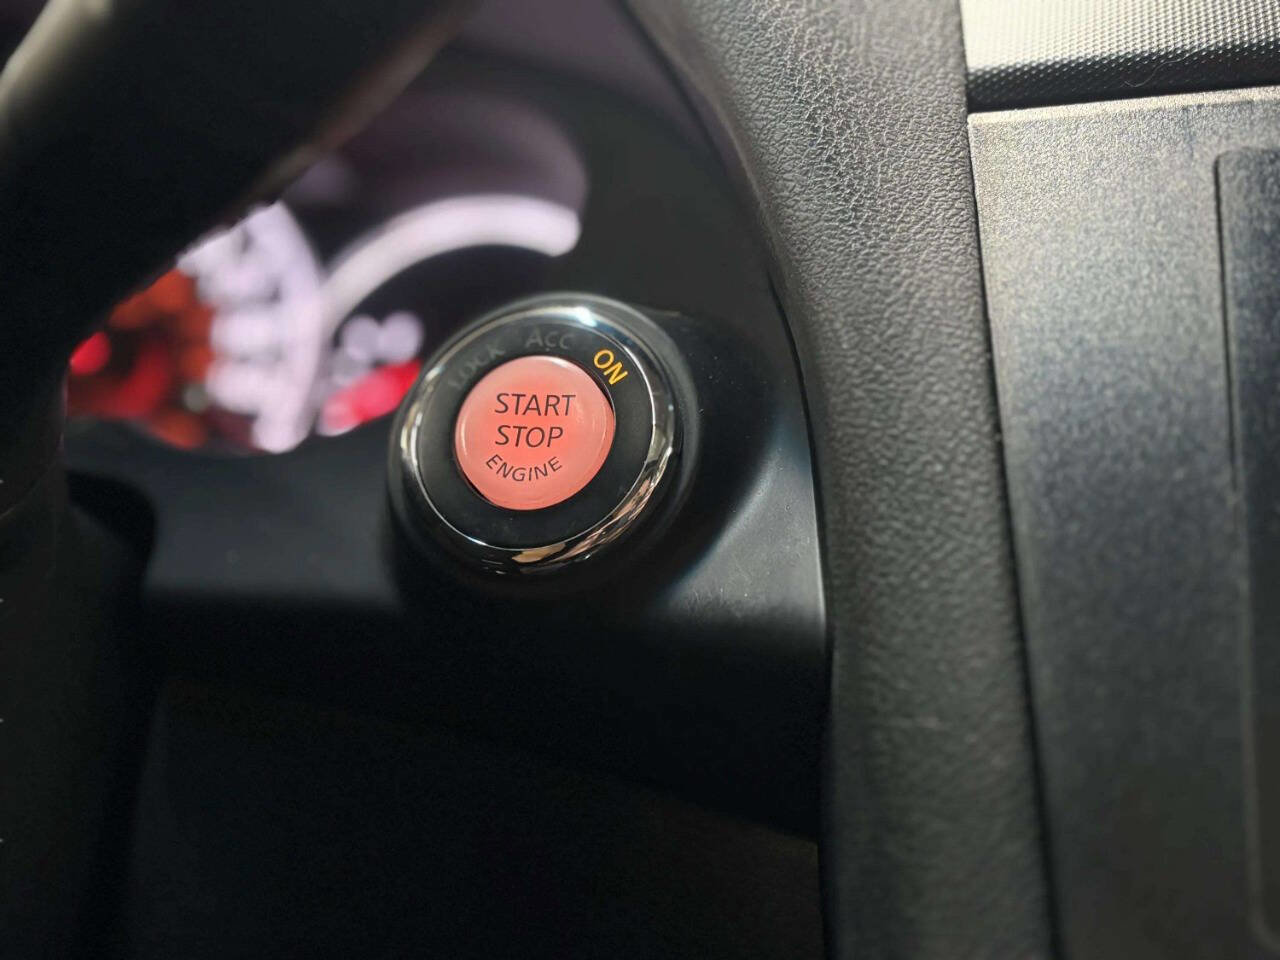 LOCK ACC ON
START
STOP
ENGINE